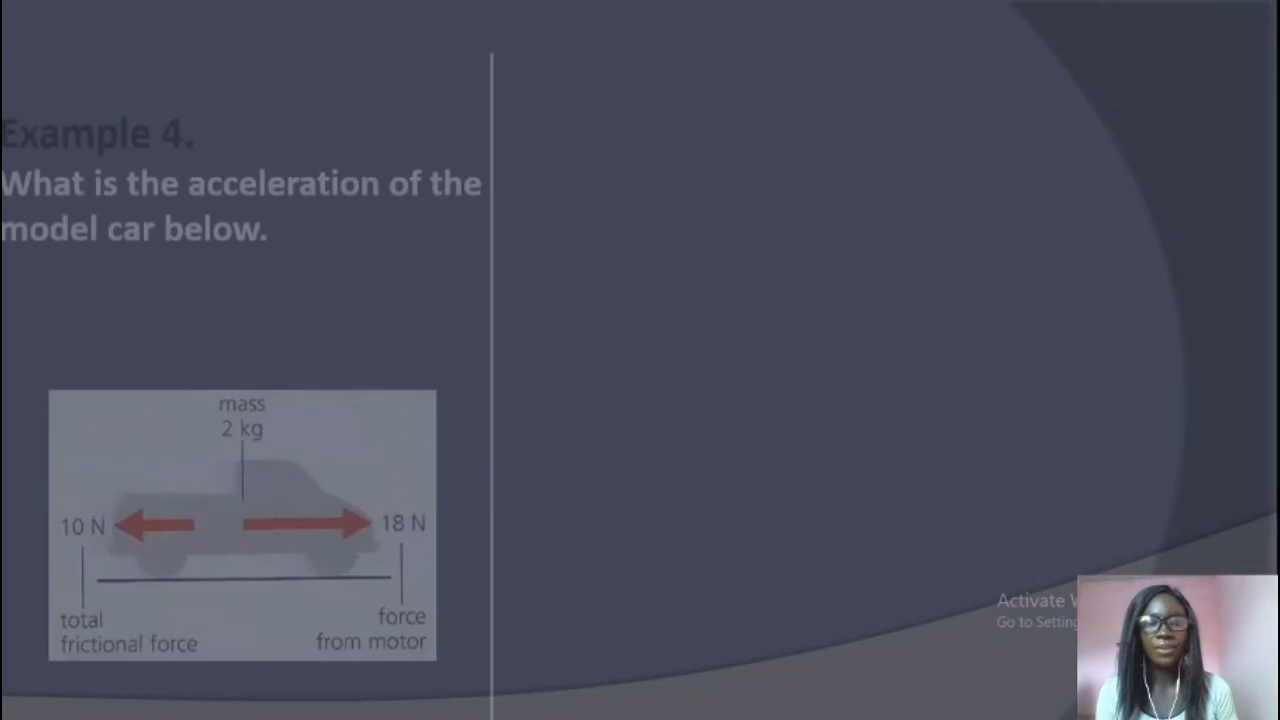 Example 4.
What is the acceleration of the
model car below.
mass
2 kg
10 N
18 N
total
frictional force
force
from motor
Activate
Go to Setting